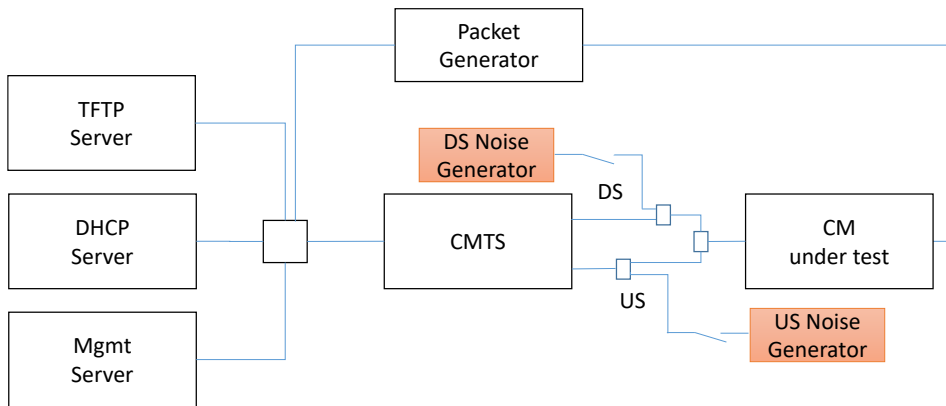 Packet
Generator
TFTP
Server
DS Noise
Generator
DS
DHCP
Server
CMTS
CM
under test
US
Mgmt
Server
US Noise
Generator